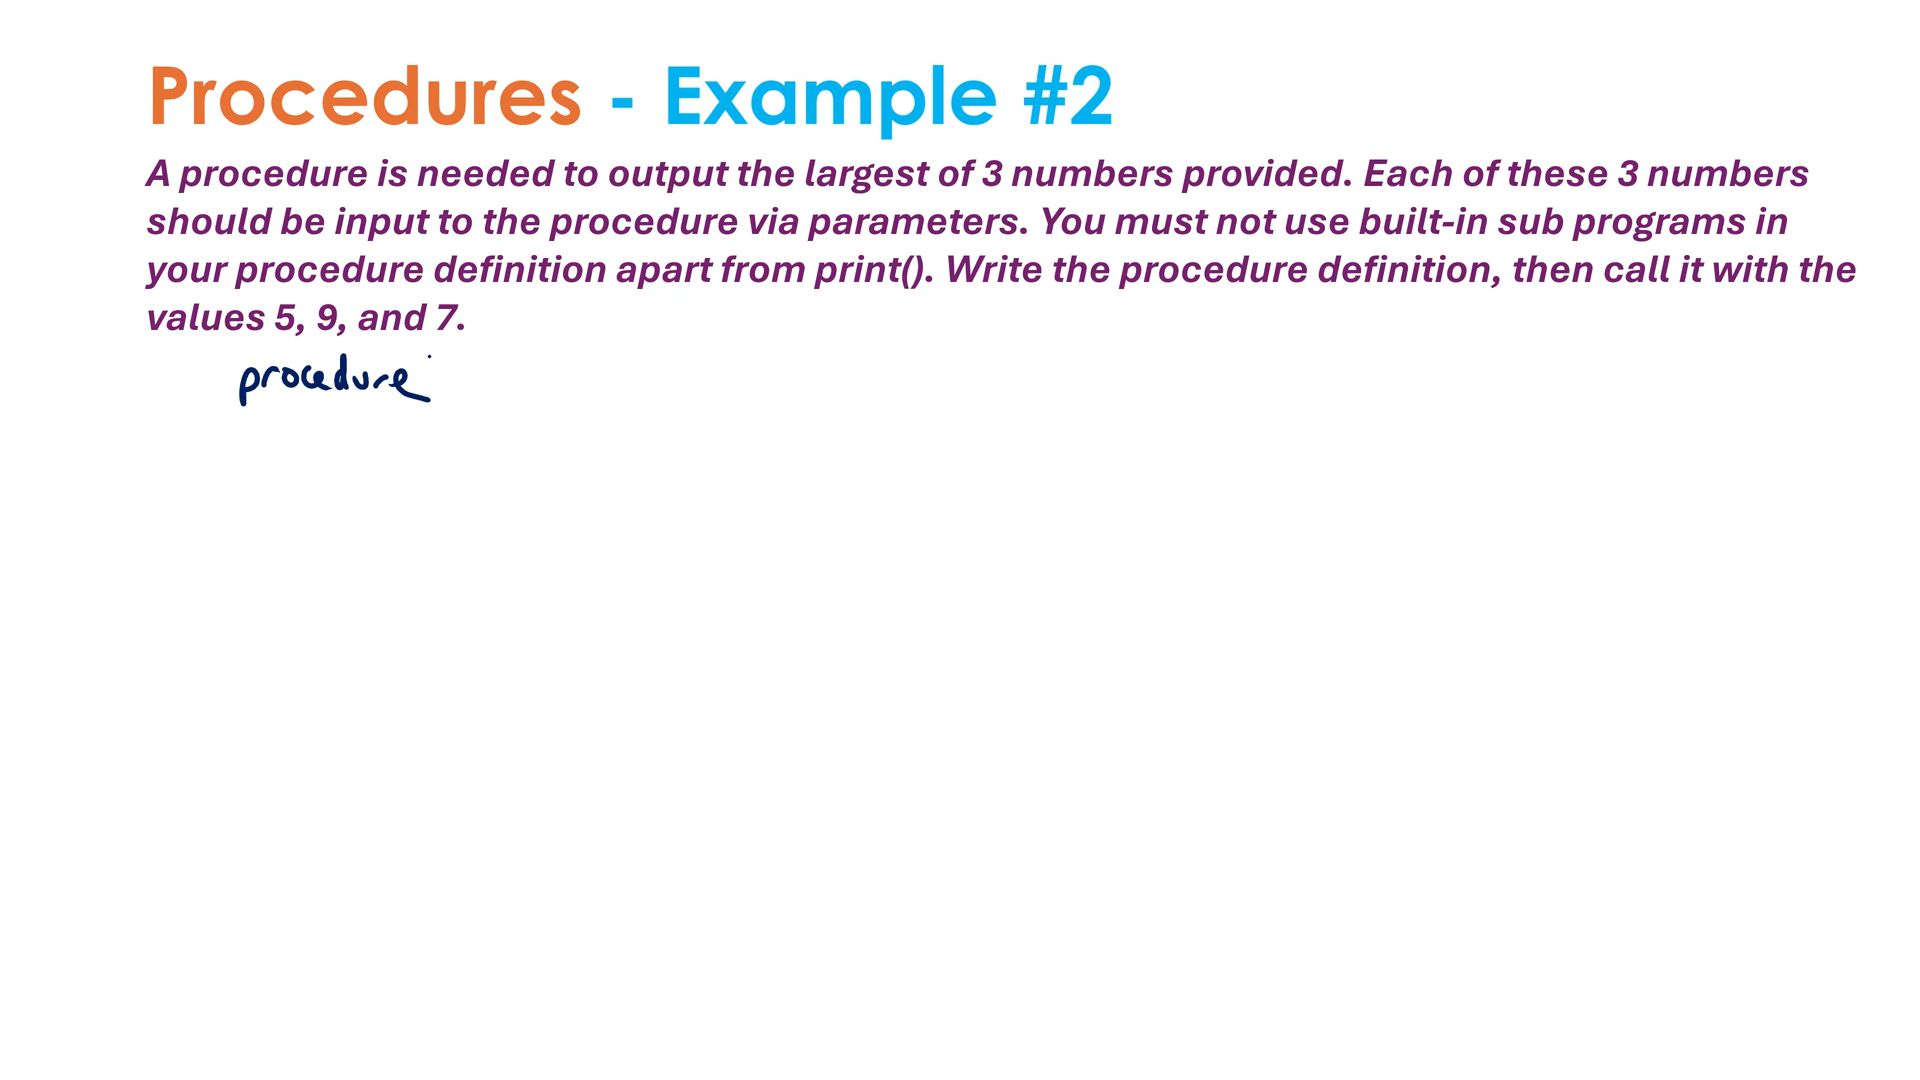 Procedures - Example #2
A procedure is needed to output the largest of 3 numbers provided. Each of these 3 numbers
should be input to the procedure via parameters. You must not use built-in sub programs in
your procedure definition apart from print(). Write the procedure definition, then call it with the
values 5, 9, and 7.
procedure